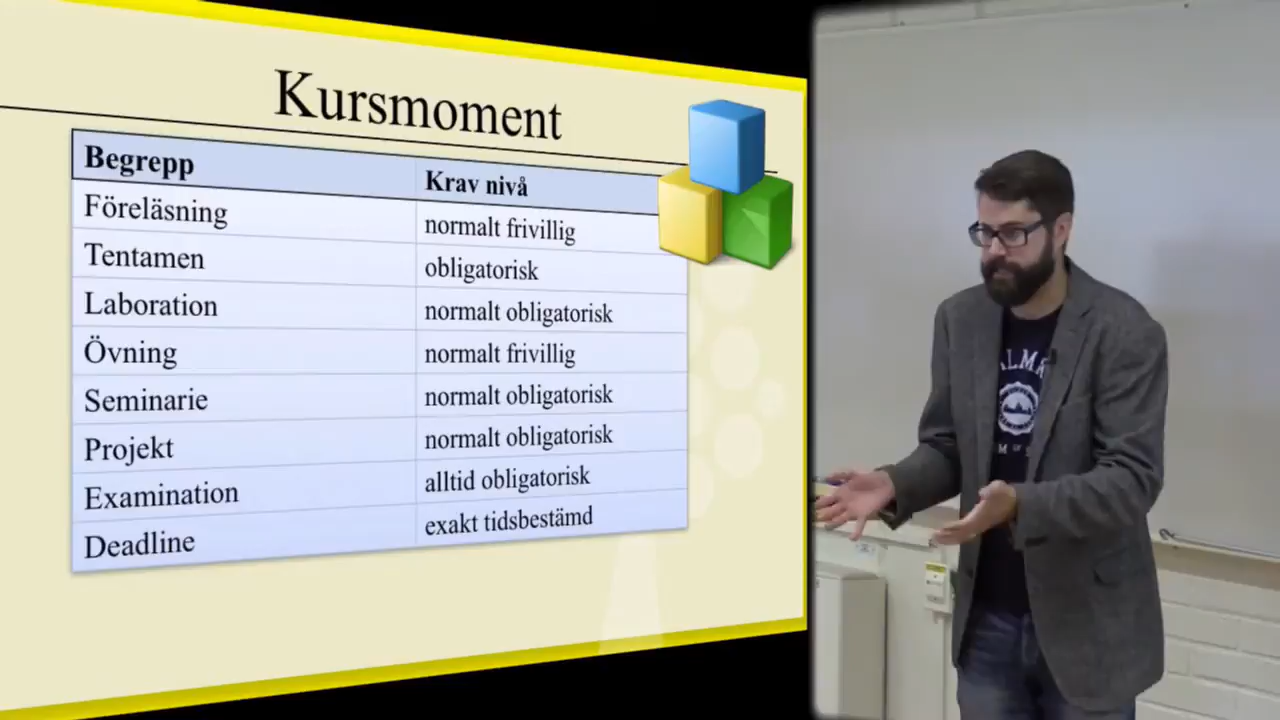 Kursmoment
Begrepp Krav nivå
Föreläsning normalt frivillig
Tentamen obligatorisk
Laboration normalt obligatorisk
Övning normalt frivillig
Seminarie normalt obligatorisk
Projekt normalt obligatorisk
Examination alltid obligatorisk
Deadline exakt tidsbestämd